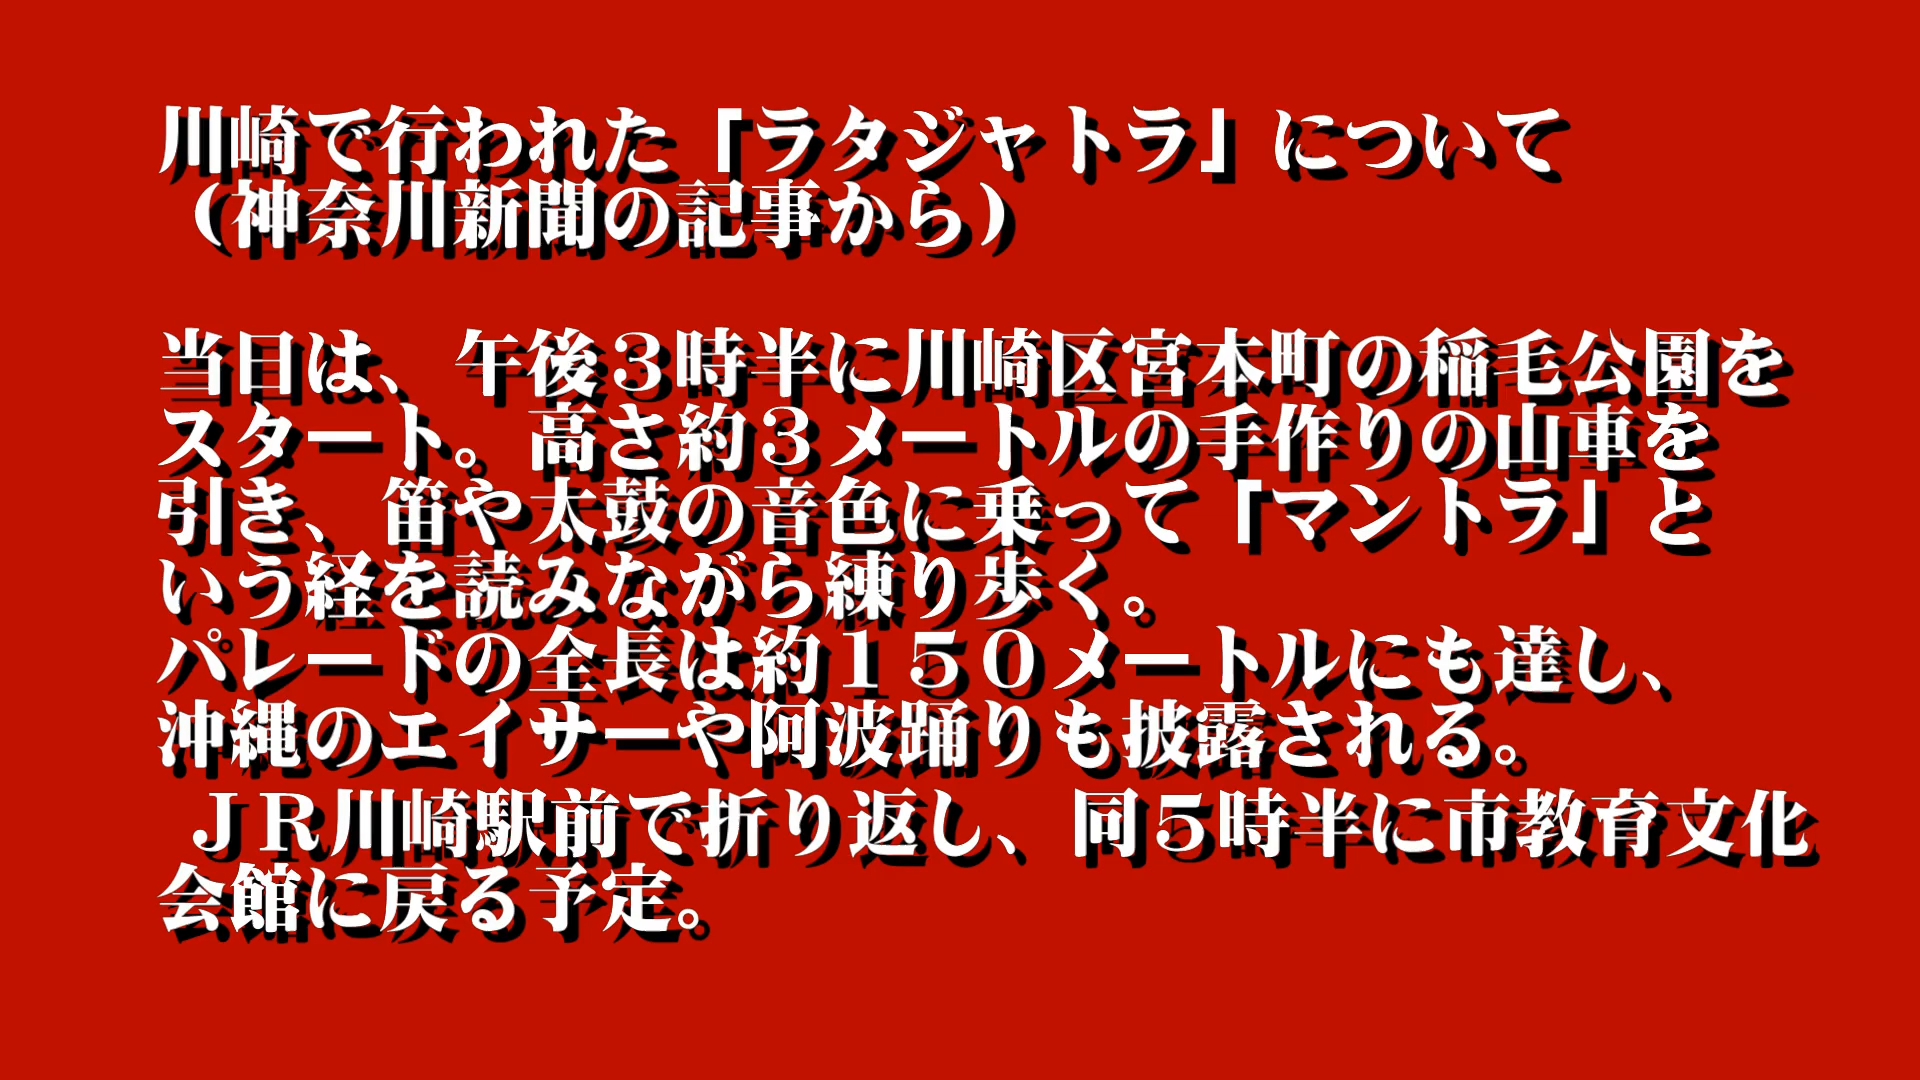 川崎で行われた「ラタジャトラ」について
（神奈川新聞の記事から）
当日は、午後３時半に川崎区宮本町の稲毛公園を
スタート。高さ約３メートルの手作りの山車を
引き、笛や太鼓の音色に乗って「マントラ」と
いう経を読みながら練り歩く。
パレードの全長は約１５０メートルにも達し、
沖縄のエイサーや阿波踊りも披露される。
ＪＲ川崎駅前で折り返し、同５時半に市教育文化
会館に戻る予定。